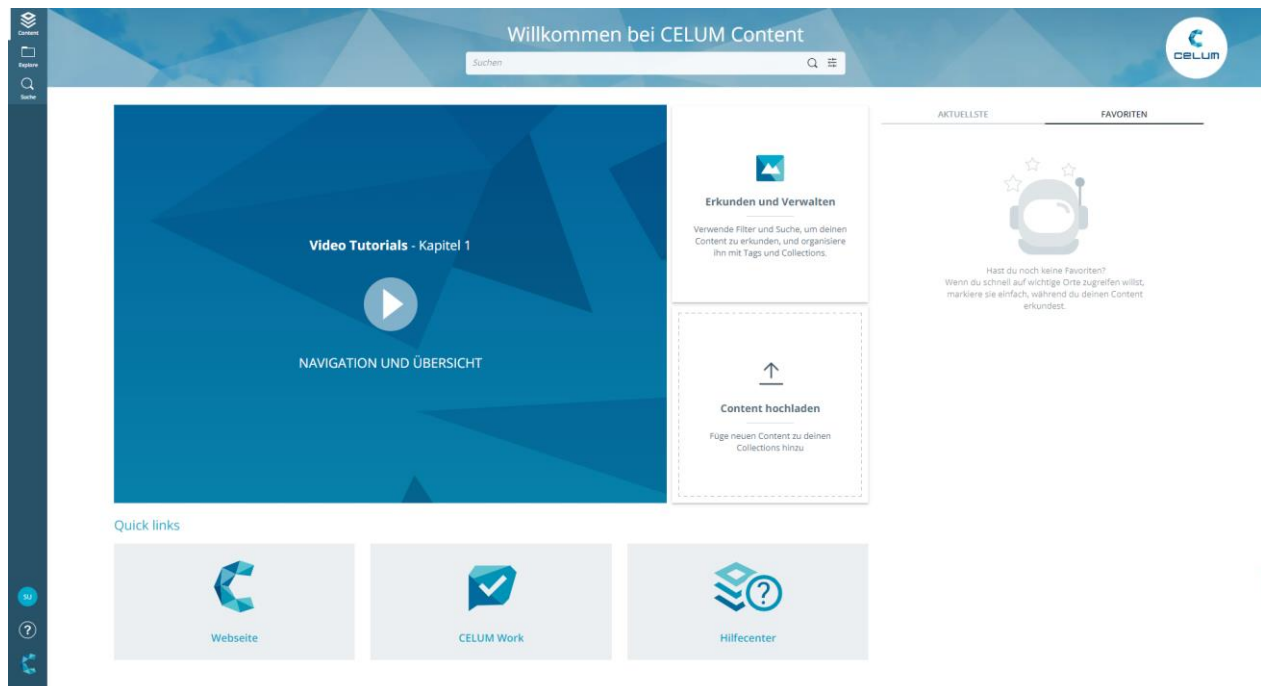 Content
Explore
Suche
Willkommen bei CELUM Content
Suchen
CELUM
Video Tutorials - Kapitel 1
NAVIGATION UND ÜBERSICHT
Erkunden und Verwalten
Verwende Filter und Suche, um deinen
Content zu erkunden, und organisiere
ihn mit Tags und Collections.
Content hochladen
Füge neuen Content zu deinen
Collections hinzu
AKTUELLSTE
FAVORITEN
Hast du noch keine Favoriten?
Wenn du schnell auf wichtige Orte zugreifen willst,
markiere sie einfach, während du deinen Content
erkundest.
Quick links
Webseite
CELUM Work
Hilfecenter
SU